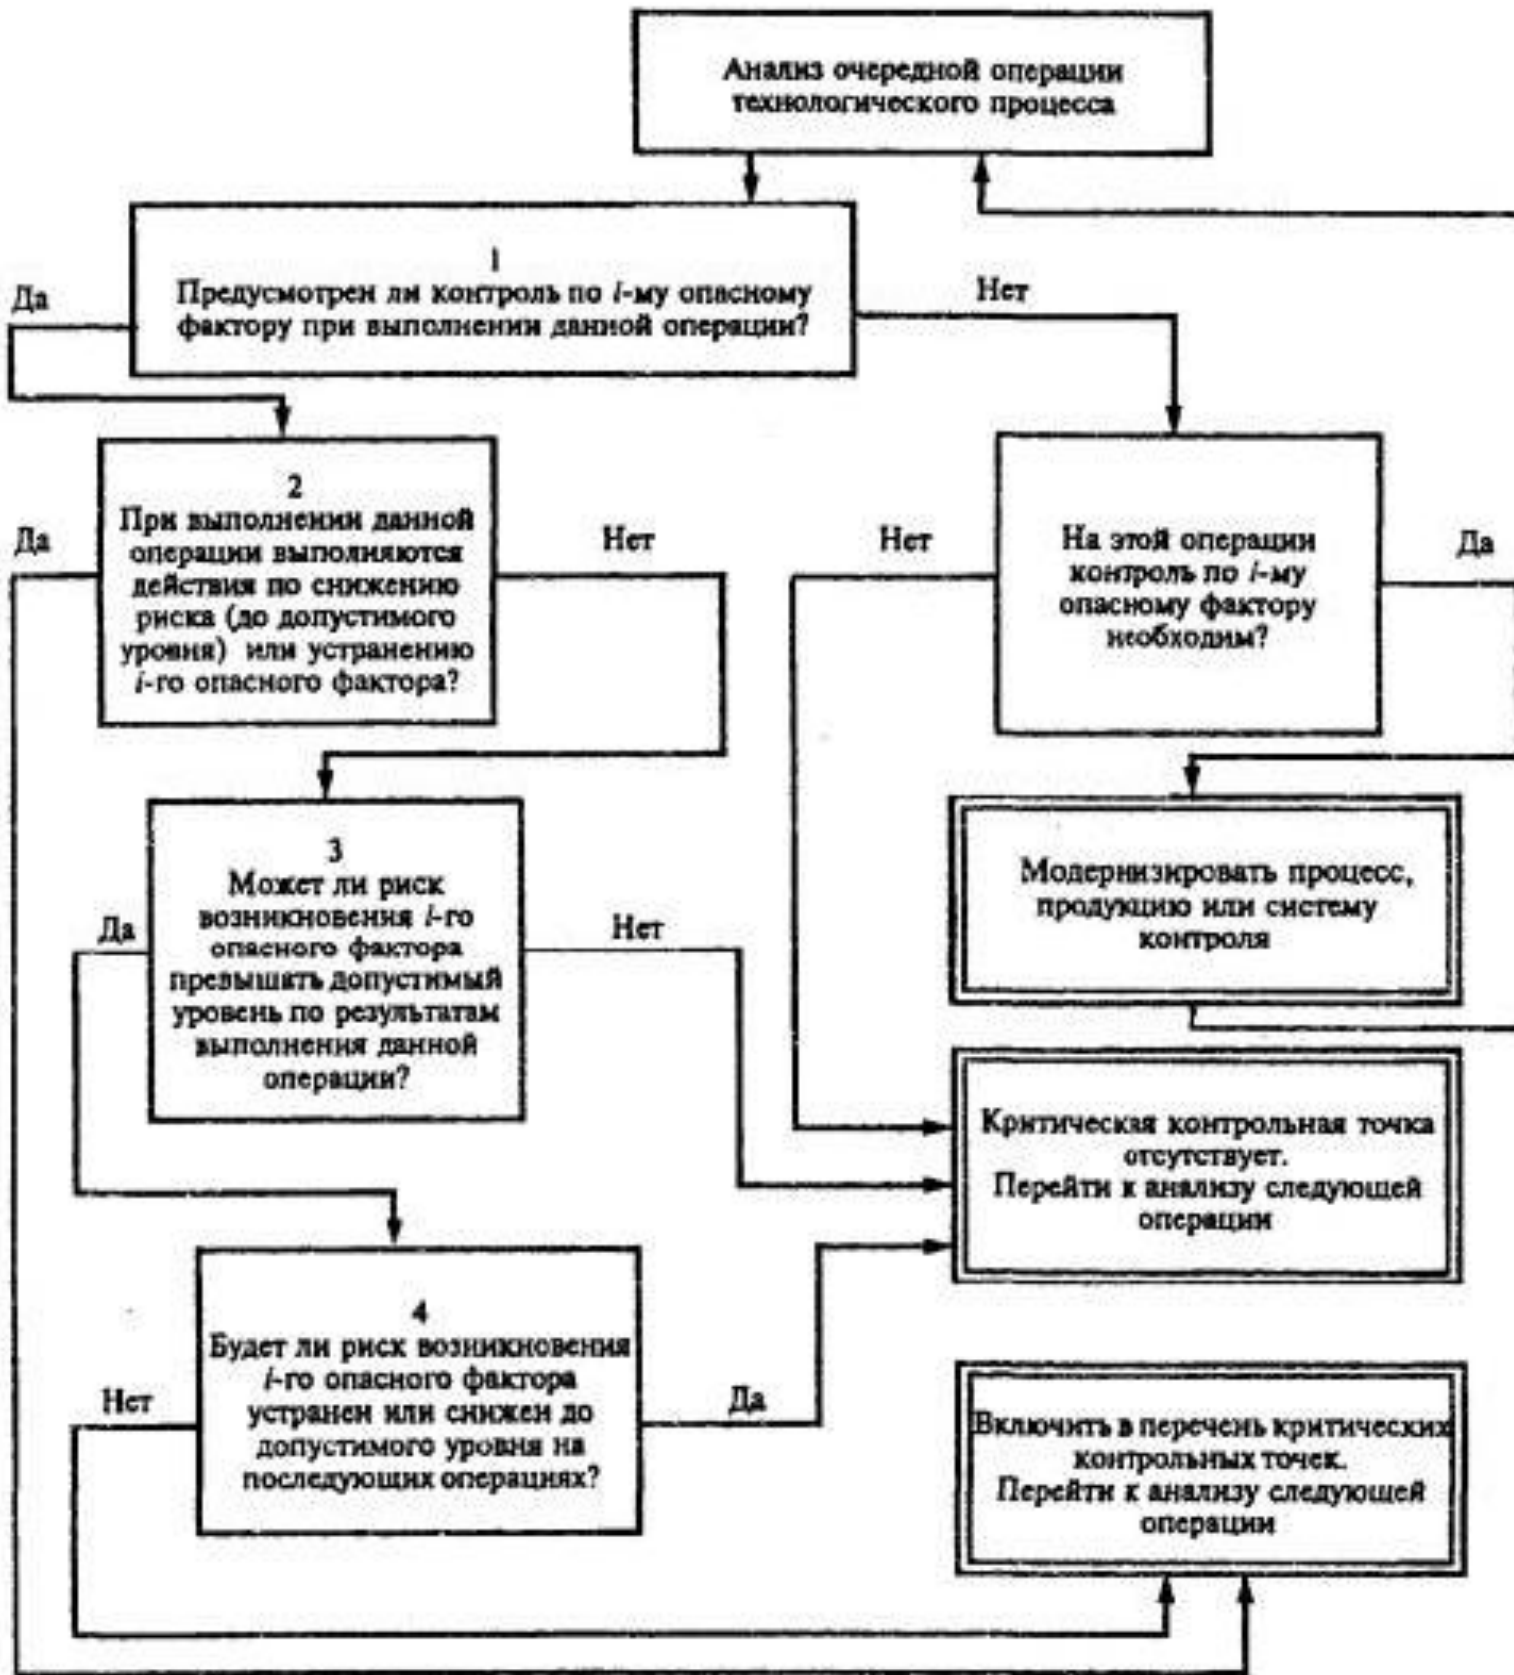 Анализ очередной операции
технологического процесса
1
Предусмотрен ли контроль по i-му опасному
фактору при выполнении данной операции?
Да
Нет
2
При выполнении данной
операции выполняются
действия по снижению
риска (до допустимого
уровня) или устранению
i-го опасного фактора?
Да
Нет
На этой операции
контроль по i-му
опасному фактору
необходим?
Нет
Да
3
Может ли риск
возникновения i-го
опасного фактора
превышать допустимый
уровень по результатам
выполнения данной
операции?
Да
Нет
Модернизировать процесс,
продукцию или систему
контроля
Критическая контрольная точка
отсутствует.
Перейти к анализу следующей
операции
4
Будет ли риск возникновения
i-го опасного фактора
устранен или снижен до
допустимого уровня на
последующих операциях?
Нет
Да
Включить в перечень критических
контрольных точек.
Перейти к анализу следующей
операции